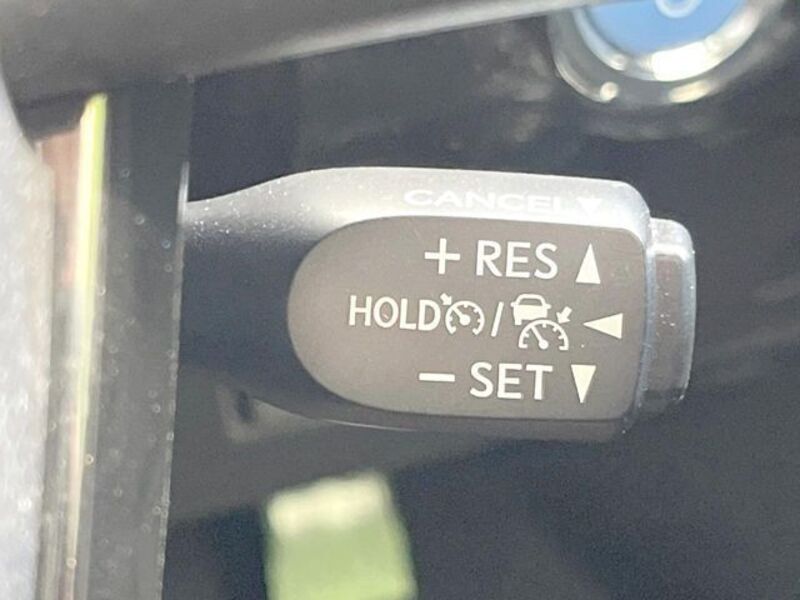 CANCEL ▼
+ RES ▲
HOLD / ◀
− SET ▼